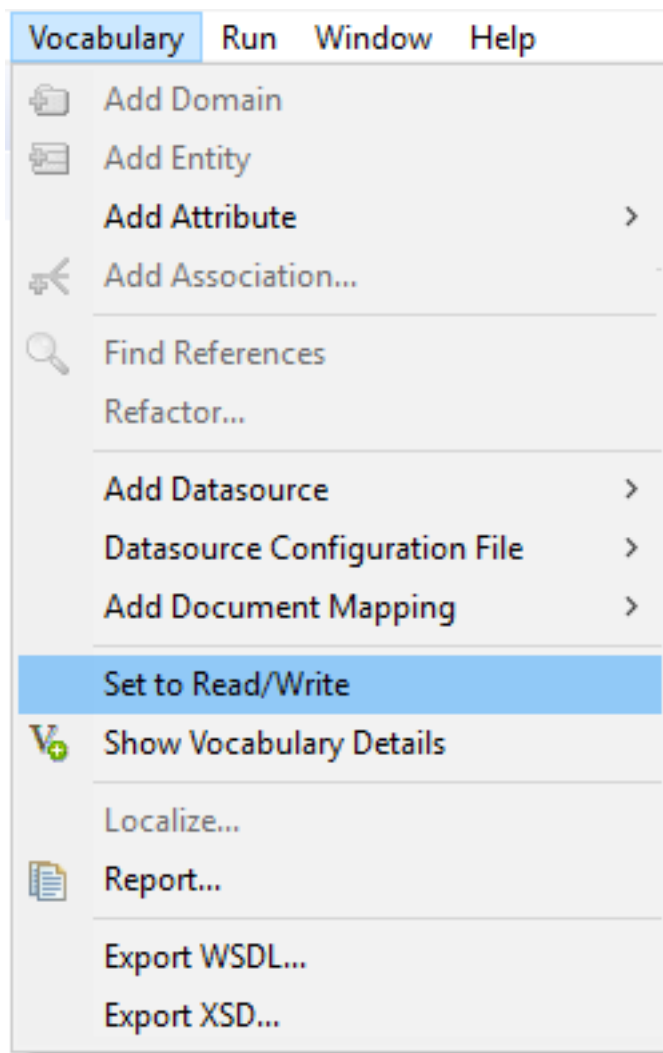 Vocabulary Run Window Help
Add Domain
Add Entity
Add Attribute
Add Association...
Find References
Refactor...
Add Datasource
Datasource Configuration File
Add Document Mapping
Set to Read/Write
Show Vocabulary Details
Localize...
Report...
Export WSDL...
Export XSD...